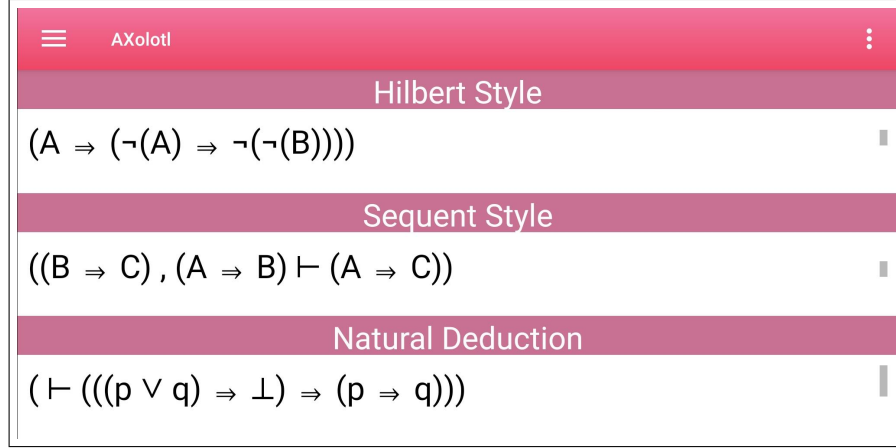 AXolotl
Hilbert Style
(A ⇒ (¬(A) ⇒ ¬(¬(B))))
Sequent Style
((B ⇒ C) , (A ⇒ B) ⊢ (A ⇒ C))
Natural Deduction
( ⊢ (((p ∨ q) ⇒ ⊥) ⇒ (p ⇒ q)))